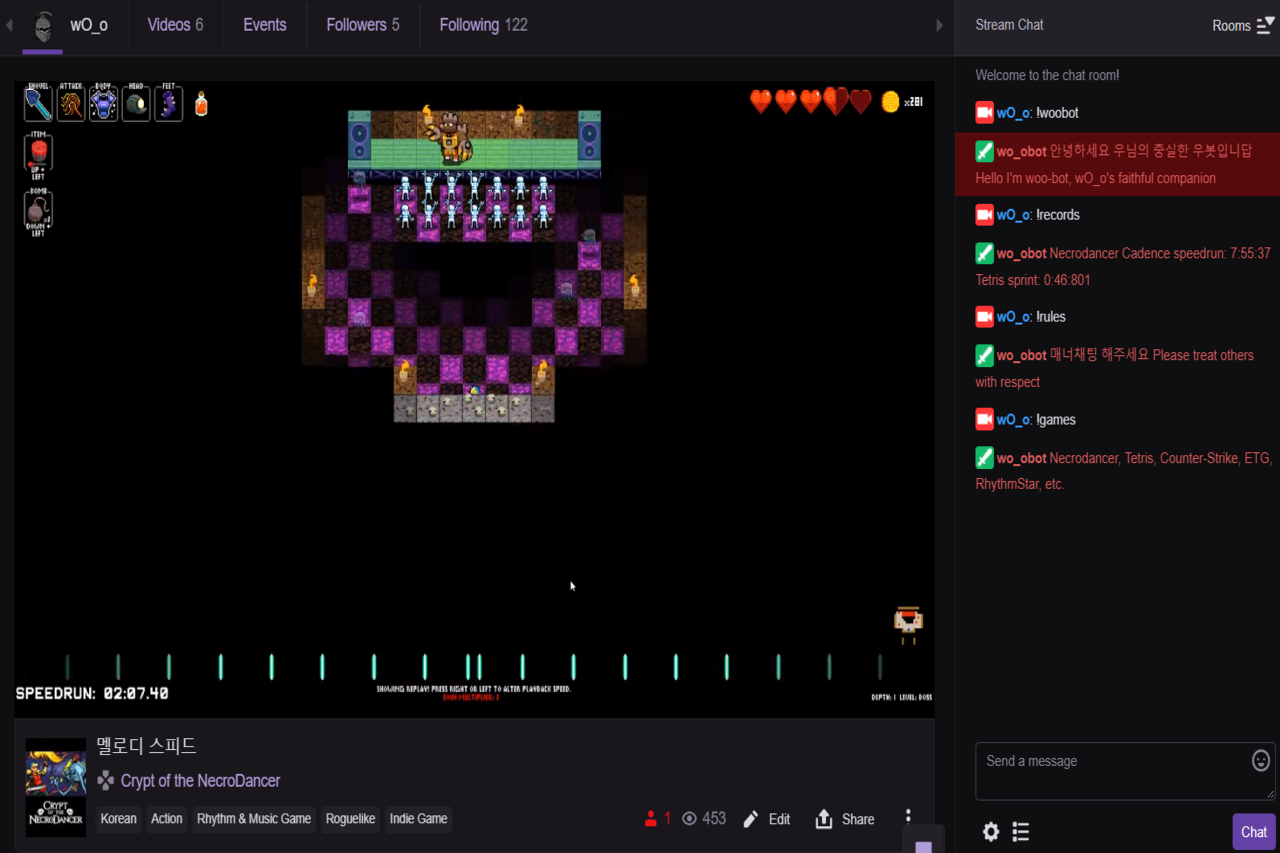 wO_o
Videos 6
Events
Followers 5
Following 122
Stream Chat
Rooms
SHOVEL
ATTACK
BODY
HEAD
FEET
x281
ITEM
UP +
LEFT
BOMB
x2
DOWN +
LEFT
SPEEDRUN: 02:07.40
SHOWING REPLAY! PRESS RIGHT OR LEFT TO ALTER PLAYBACK SPEED.
COIN MULTIPLIER:
DEPTH: 1 LEVEL: BOSS
멜로디 스피드
Crypt of the NecroDancer
CRYPT
OF THE
NECRODANCER
Korean
Action
Rhythm & Music Game
Roguelike
Indie Game
1
453
Edit
Share
Welcome to the chat room!
wO_o: !woobot
wo_obot 안녕하세요 우님의 충실한 우봇입니답
Hello I'm woo-bot, wO_o's faithful companion
wO_o: !records
wo_obot Necrodancer Cadence speedrun: 7:55:37
Tetris sprint: 0:46:801
wO_o: !rules
wo_obot 매너채팅 해주세요 Please treat others
with respect
wO_o: !games
wo_obot Necrodancer, Tetris, Counter-Strike, ETG,
RhythmStar, etc.
Send a message
Chat